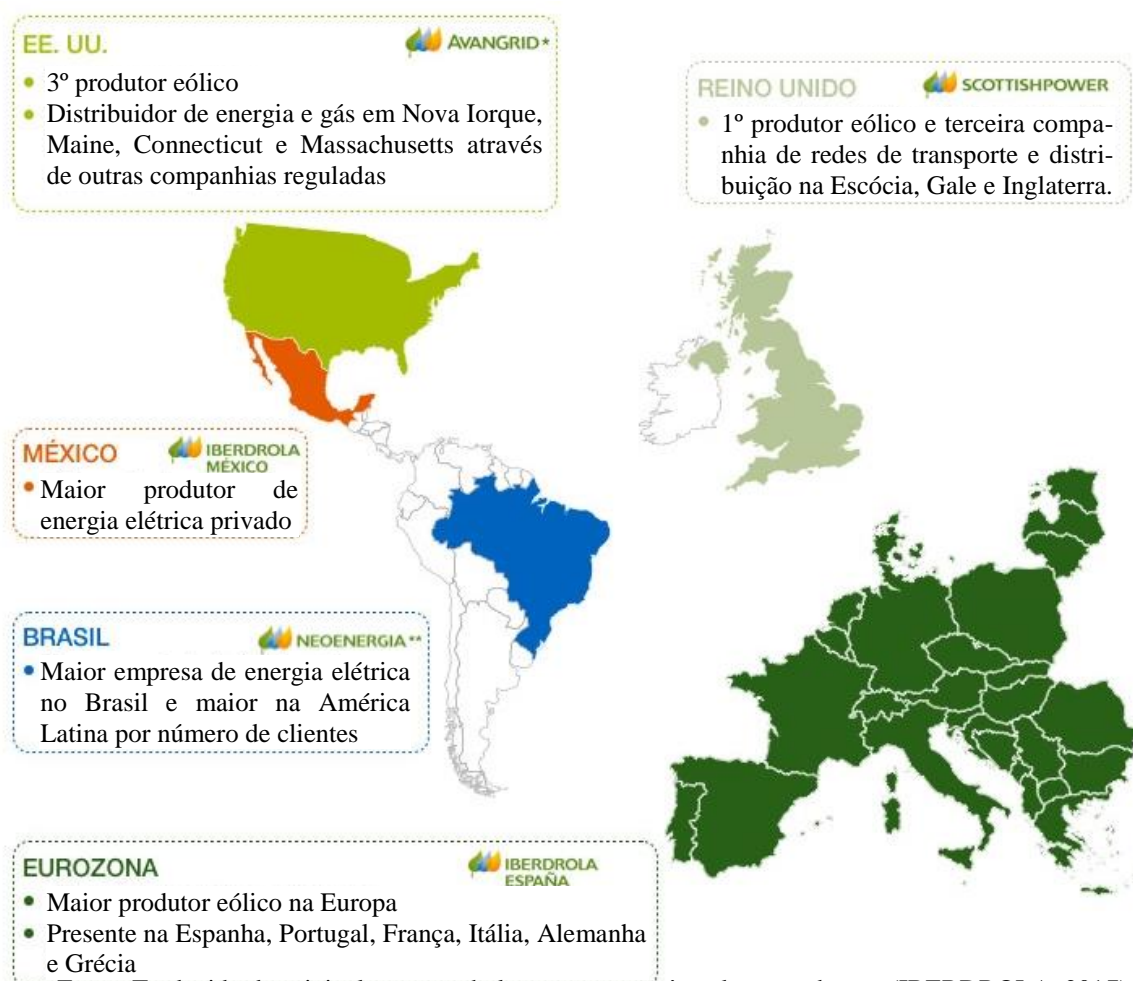 EE. UU.
AVANGRID*
• 3º produtor eólico
• Distribuidor de energia e gás em Nova Iorque,
Maine, Connecticut e Massachusetts através
de outras companhias reguladas
REINO UNIDO
SCOTTISHPOWER
• 1º produtor eólico e terceira compa-
nhia de redes de transporte e distri-
buição na Escócia, Gale e Inglaterra.
MÉXICO
IBERDROLA
MÉXICO
• Maior produtor de
energia elétrica privado
BRASIL
NEOENERGIA**
• Maior empresa de energia elétrica
no Brasil e maior na América
Latina por número de clientes
EUROZONA
IBERDROLA
ESPAÑA
• Maior produtor eólico na Europa
• Presente na Espanha, Portugal, França, Itália, Alemanha
e Grécia